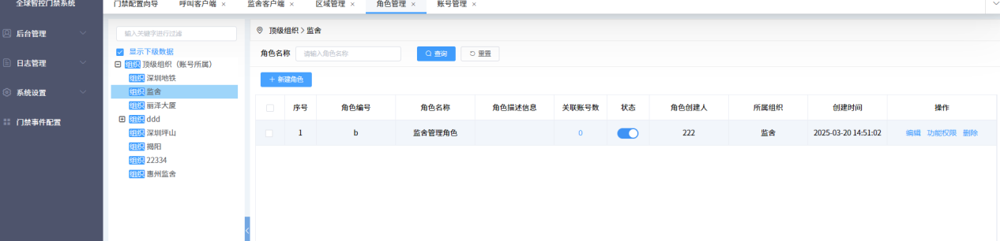 全球智控门禁系统 门禁配置向导 呼叫客户端 × 监舍客户端 × 区域管理 × 角色管理 × 账号管理 ×
后台管理
日志管理
系统设置
门禁事件配置
输入关键字进行过滤
显示下级数据
组织 顶级组织（账号所属）
组织 深圳地铁
组织 监舍
组织 丽泽大厦
组织 ddd
组织 深圳坪山
组织 揭阳
组织 22334
组织 惠州监舍
顶级组织 > 监舍
角色名称 请输入角色名称 查询 重置
+ 新建角色
序号 角色编号 角色名称 角色描述信息 关联账号数 状态 角色创建人 所属组织 创建时间 操作
1 b 监舍管理角色 0 222 监舍 2025-03-20 14:51:02 编辑 功能权限 删除